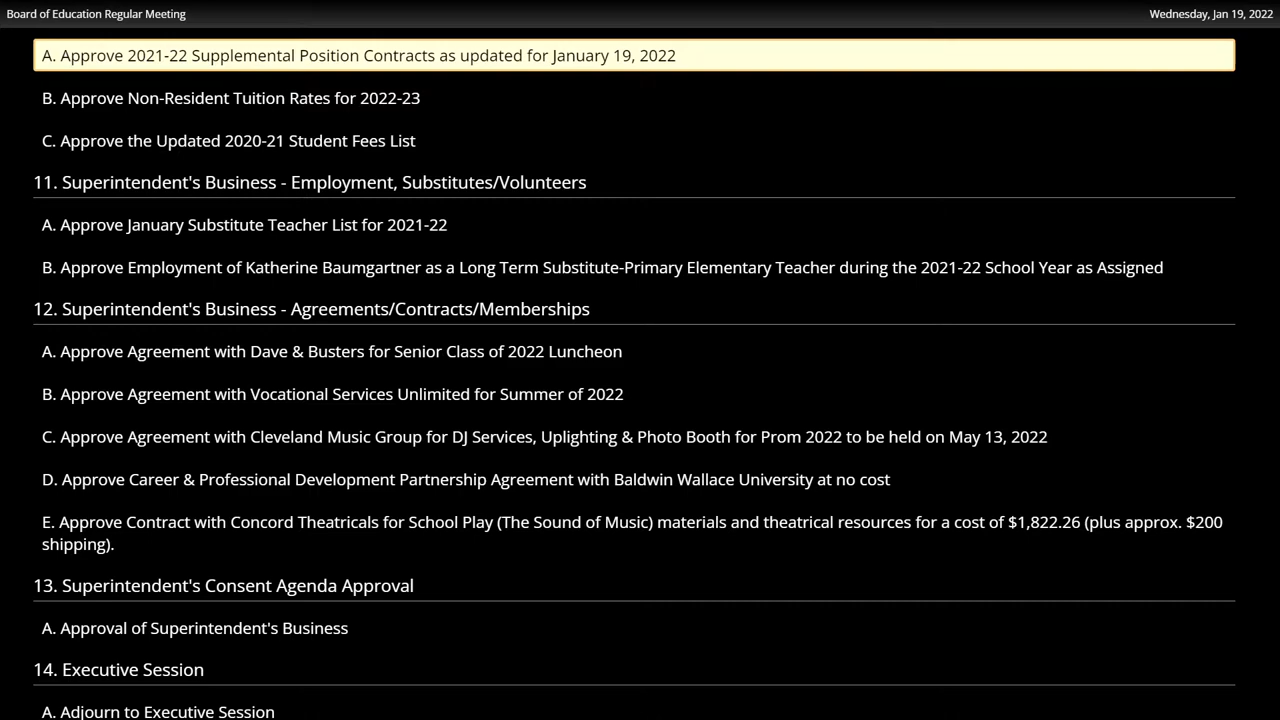 Board of Education Regular Meeting
Wednesday, Jan 19, 2022
A. Approve 2021-22 Supplemental Position Contracts as updated for January 19, 2022
B. Approve Non-Resident Tuition Rates for 2022-23
C. Approve the Updated 2020-21 Student Fees List
11. Superintendent's Business - Employment, Substitutes/Volunteers
A. Approve January Substitute Teacher List for 2021-22
B. Approve Employment of Katherine Baumgartner as a Long Term Substitute-Primary Elementary Teacher during the 2021-22 School Year as Assigned
12. Superintendent's Business - Agreements/Contracts/Memberships
A. Approve Agreement with Dave & Busters for Senior Class of 2022 Luncheon
B. Approve Agreement with Vocational Services Unlimited for Summer of 2022
C. Approve Agreement with Cleveland Music Group for DJ Services, Uplighting & Photo Booth for Prom 2022 to be held on May 13, 2022
D. Approve Career & Professional Development Partnership Agreement with Baldwin Wallace University at no cost
E. Approve Contract with Concord Theatricals for School Play (The Sound of Music) materials and theatrical resources for a cost of $1,822.26 (plus approx. $200
shipping).
13. Superintendent's Consent Agenda Approval
A. Approval of Superintendent's Business
14. Executive Session
A. Adjourn to Executive Session